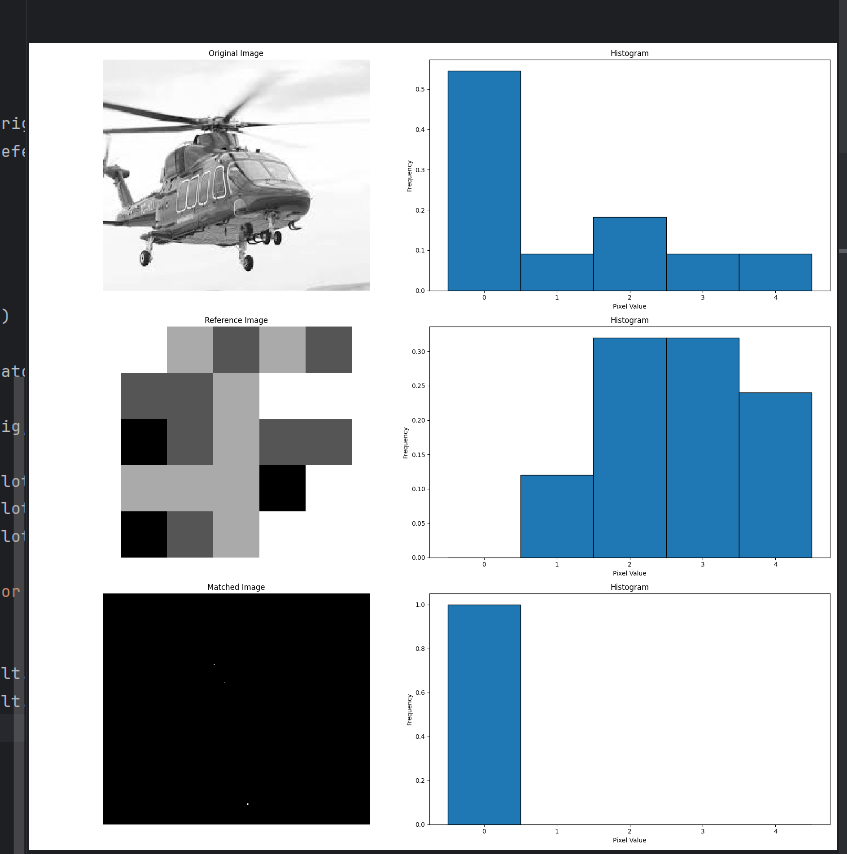 Original Image
Histogram
0.5
0.4
0.3
0.2
0.1
0.0
Frequency
0 1 2 3 4
Pixel Value
Reference Image
Histogram
0.30
0.25
0.20
0.15
0.10
0.05
0.00
Frequency
0 1 2 3 4
Pixel Value
Matched Image
Histogram
1.0
0.8
0.6
0.4
0.2
0.0
Frequency
0 1 2 3 4
Pixel Value
)
or
lt.